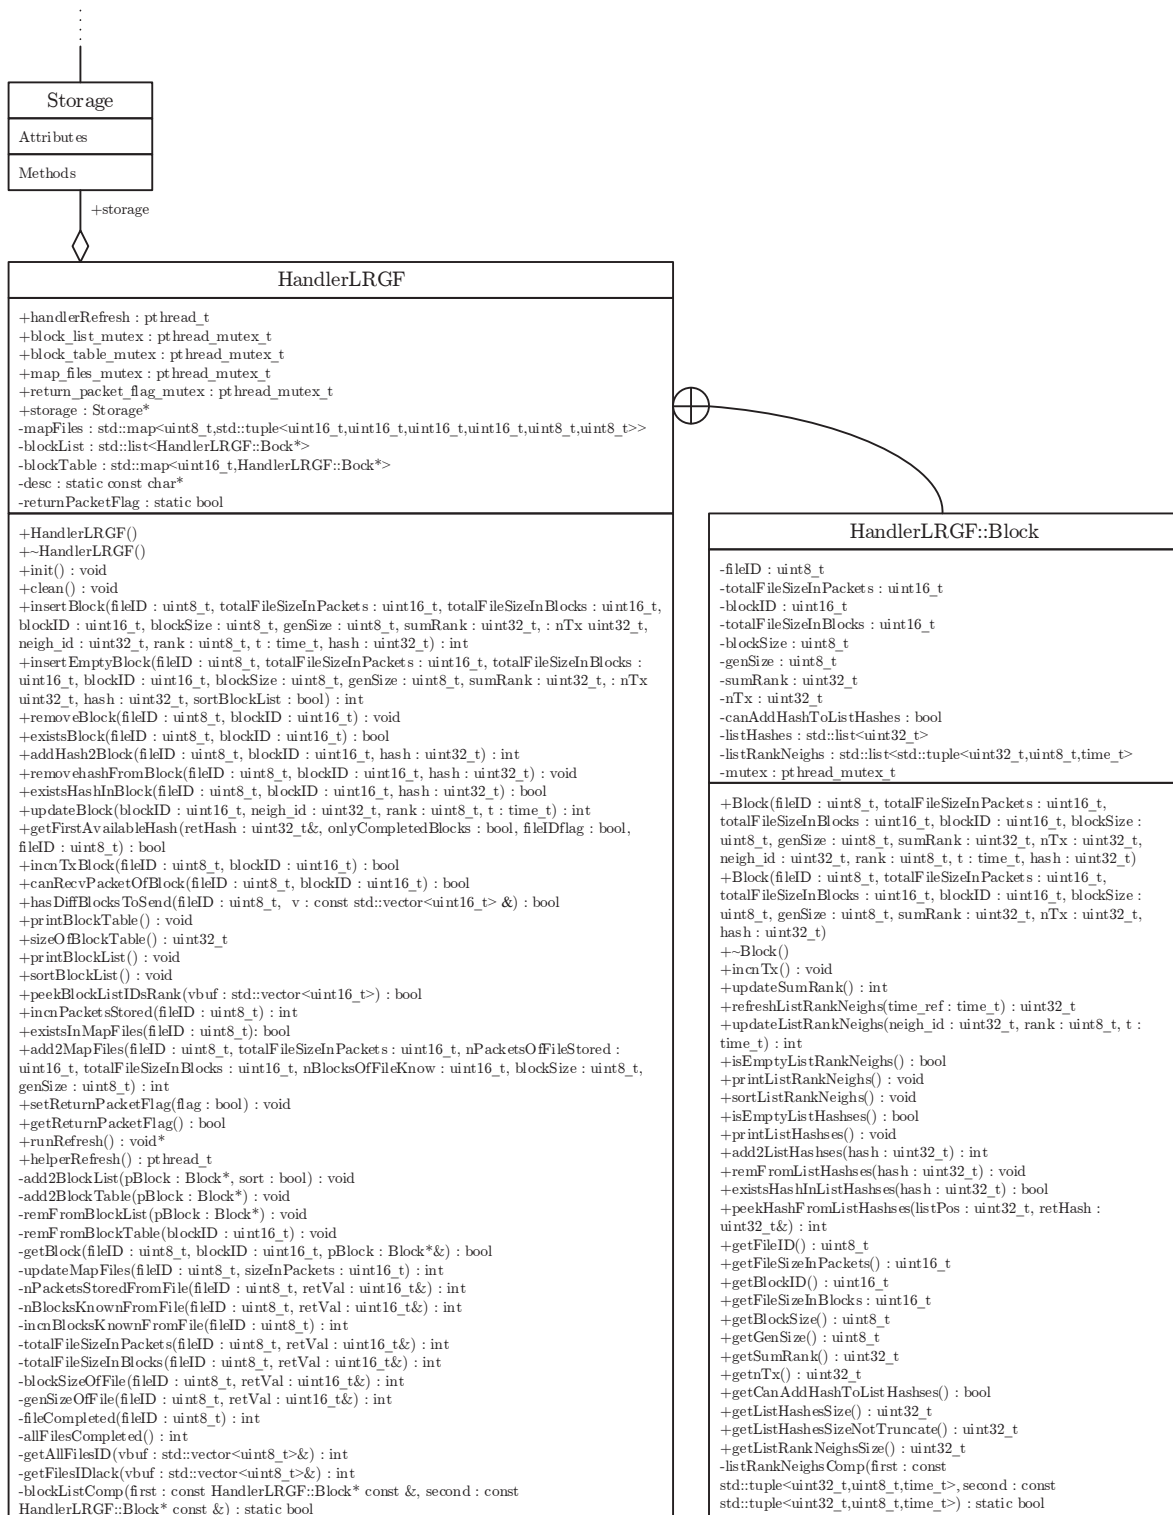 Storage
Attributes
Methods
+storage
HandlerLRGF
+handlerRefresh : pthread_t
+block_list_mutex : pthread_mutex_t
+block_table_mutex : pthread_mutex_t
+map_files_mutex : pthread_mutex_t
+return_packet_flag_mutex : pthread_mutex_t
+storage : Storage*
-mapFiles : std::map<uint8_t,std::tuple<uint16_t,uint16_t,uint16_t,uint16_t,uint8_t,uint8_t>>
-blockList : std::list<HandlerLRGF::Bock*>
-blockTable : std::map<uint16_t,HandlerLRGF::Bock*>
-desc : static const char*
-returnPacketFlag : static bool
+HandlerLRGF()
+~HandlerLRGF()
+init() : void
+clean() : void
+insertBlock(fileID : uint8_t, totalFileSizeInPackets : uint16_t, totalFileSizeInBlocks : uint16_t,
blockID : uint16_t, blockSize : uint8_t, genSize : uint8_t, sumRank : uint32_t, : nTx uint32_t,
neigh_id : uint32_t, rank : uint8_t, t : time_t, hash : uint32_t) : int
+insertEmptyBlock(fileID : uint8_t, totalFileSizeInPackets : uint16_t, totalFileSizeInBlocks :
uint16_t, blockID : uint16_t, blockSize : uint8_t, genSize : uint8_t, sumRank : uint32_t, : nTx
uint32_t, hash : uint32_t, sortBlockList : bool) : int
+removeBlock(fileID : uint8_t, blockID : uint16_t) : void
+existsBlock(fileID : uint8_t, blockID : uint16_t) : bool
+addHash2Block(fileID : uint8_t, blockID : uint16_t, hash : uint32_t) : int
+removehashFromBlock(fileID : uint8_t, blockID : uint16_t, hash : uint32_t) : void
+existsHashInBlock(fileID : uint8_t, blockID : uint16_t, hash : uint32_t) : bool
+updateBlock(blockID : uint16_t, neigh_id : uint32_t, rank : uint8_t, t : time_t) : int
+getFirstAvailableHash(retHash : uint32_t&, onlyCompletedBlocks : bool, fileIDflag : bool,
fileID : uint8_t) : bool
+incnTxBlock(fileID : uint8_t, blockID : uint16_t) : bool
+canRecvPacketOfBlock(fileID : uint8_t, blockID : uint16_t) : bool
+hasDiffBlocksToSend(fileID : uint8_t, v : const std::vector<uint16_t> &) : bool
+printBlockTable() : void
+sizeOfBlockTable() : uint32_t
+printBlockList() : void
+sortBlockList() : void
+peekBlockListIDsRank(vbuf : std::vector<uint16_t>) : bool
+incnPacketsStored(fileID : uint8_t) : int
+existsInMapFiles(fileID : uint8_t): bool
+add2MapFiles(fileID : uint8_t, totalFileSizeInPackets : uint16_t, nPacketsOfFileStored :
uint16_t, totalFileSizeInBlocks : uint16_t, nBlocksOfFileKnow : uint16_t, blockSize : uint8_t,
genSize : uint8_t) : int
+setReturnPacketFlag(flag : bool) : void
+getReturnPacketFlag() : bool
+runRefresh() : void*
+helperRefresh() : pthread_t
-add2BlockList(pBlock : Block*, sort : bool) : void
-add2BlockTable(pBlock : Block*) : void
-remFromBlockList(pBlock : Block*) : void
-remFromBlockTable(blockID : uint16_t) : void
-getBlock(fileID : uint8_t, blockID : uint16_t, pBlock : Block*&) : bool
-updateMapFiles(fileID : uint8_t, sizeInPackets : uint16_t) : int
-nPacketsStoredFromFile(fileID : uint8_t, retVal : uint16_t&) : int
-nBlocksKnownFromFile(fileID : uint8_t, retVal : uint16_t&) : int
-incnBlocksKnownFromFile(fileID : uint8_t) : int
-totalFileSizeInPackets(fileID : uint8_t, retVal : uint16_t&) : int
-totalFileSizeInBlocks(fileID : uint8_t, retVal : uint16_t&) : int
-blockSizeOfFile(fileID : uint8_t, retVal : uint16_t&) : int
-genSizeOfFile(fileID : uint8_t, retVal : uint16_t&) : int
-fileCompleted(fileID : uint8_t) : int
-allFilesCompleted() : int
-getAllFilesID(vbuf : std::vector<uint8_t>&) : int
-getFilesIDlack(vbuf : std::vector<uint8_t>&) : int
-blockListComp(first : const HandlerLRGF::Block* const &, second : const
HandlerLRGF::Block* const &) : static bool
HandlerLRGF::Block
-fileID : uint8_t
-totalFileSizeInPackets : uint16_t
-blockID : uint16_t
-totalFileSizeInBlocks : uint16_t
-blockSize : uint8_t
-genSize : uint8_t
-sumRank : uint32_t
-nTx : uint32_t
-canAddHashToListHashes : bool
-listHashes : std::list<uint32_t>
-listRankNeighs : std::list<std::tuple<uint32_t,uint8_t,time_t>
-mutex : pthread_mutex_t
+Block(fileID : uint8_t, totalFileSizeInPackets : uint16_t,
totalFileSizeInBlocks : uint16_t, blockID : uint16_t, blockSize :
uint8_t, genSize : uint8_t, sumRank : uint32_t, nTx : uint32_t,
neigh_id : uint32_t, rank : uint8_t, t : time_t, hash : uint32_t)
+Block(fileID : uint8_t, totalFileSizeInPackets : uint16_t,
totalFileSizeInBlocks : uint16_t, blockID : uint16_t, blockSize :
uint8_t, genSize : uint8_t, sumRank : uint32_t, nTx : uint32_t,
hash : uint32_t)
+~Block()
+incnTx() : void
+updateSumRank() : int
+refreshListRankNeighs(time_ref : time_t) : uint32_t
+updateListRankNeighs(neigh_id : uint32_t, rank : uint8_t, t :
time_t) : int
+isEmptyListRankNeighs() : bool
+printListRankNeighs() : void
+sortListRankNeighs() : void
+isEmptyListHashses() : bool
+printListHashses() : void
+add2ListHashses(hash : uint32_t) : int
+remFromListHashses(hash : uint32_t) : void
+existsHashInListHashses(hash : uint32_t) : bool
+peekHashFromListHashses(listPos : uint32_t, retHash :
uint32_t&) : int
+getFileID() : uint8_t
+getFileSizeInPackets() : uint16_t
+getBlockID() : uint16_t
+getFileSizeInBlocks : uint16_t
+getBlockSize() : uint8_t
+getGenSize() : uint8_t
+getSumRank() : uint32_t
+getnTx() : uint32_t
+getCanAddHashToListHashses() : bool
+getListHashesSize() : uint32_t
+getListHashesSizeNotTruncate() : uint32_t
+getListRankNeighsSize() : uint32_t
-listRankNeighsComp(first : const
std::tuple<uint32_t,uint8_t,time_t>, second : const
std::tuple<uint32_t,uint8_t,time_t>) : static bool